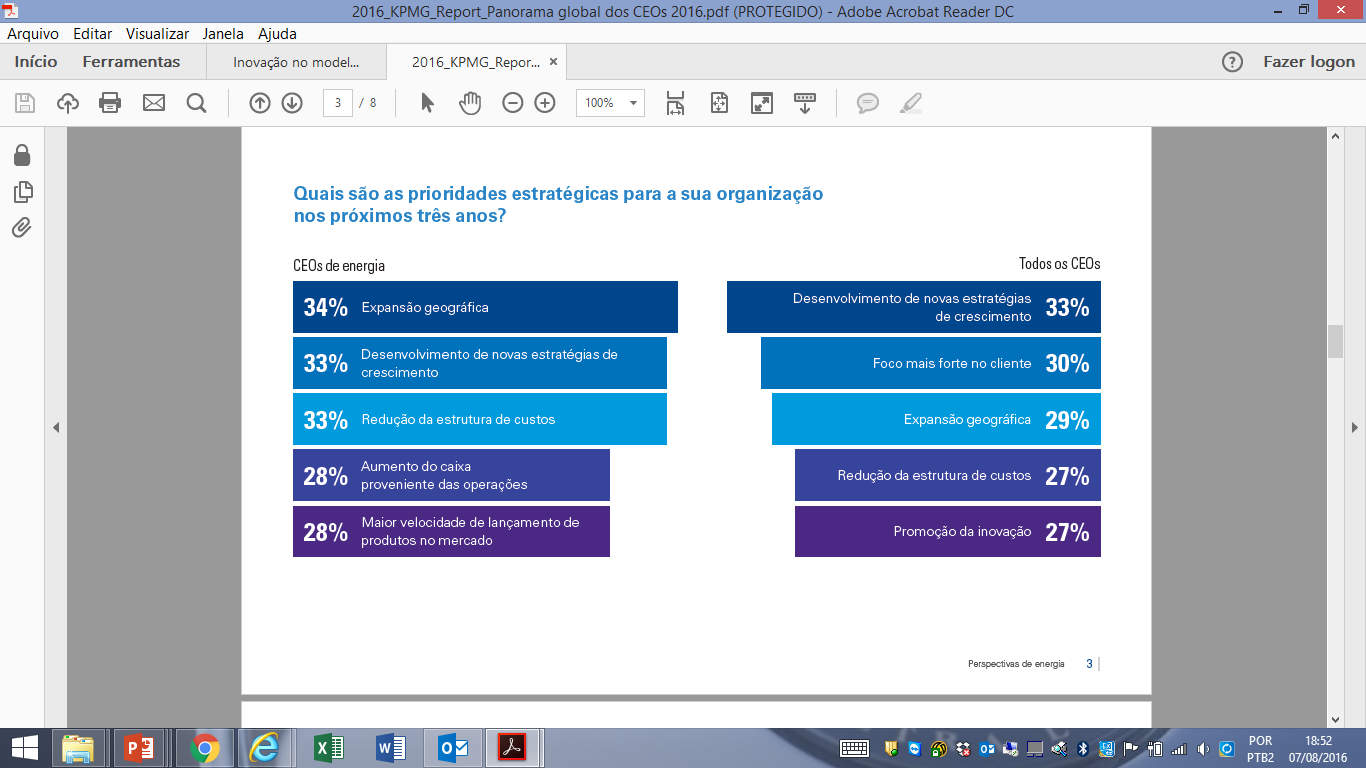 2016_KPMG_Report_Panorama global dos CEOs 2016.pdf (PROTEGIDO) - Adobe Acrobat Reader DC
Arquivo Editar Visualizar Janela Ajuda
Início Ferramentas Inovação no model... 2016_KPMG_Repor... × ? Fazer logon
3 / 8 100%
Quais são as prioridades estratégicas para a sua organização
nos próximos três anos?
CEOs de energia
34% Expansão geográfica
33% Desenvolvimento de novas estratégias de
crescimento
33% Redução da estrutura de custos
28% Aumento do caixa
proveniente das operações
28% Maior velocidade de lançamento de
produtos no mercado
Todos os CEOs
Desenvolvimento de novas estratégias
de crescimento 33%
Foco mais forte no cliente 30%
Expansão geográfica 29%
Redução da estrutura de custos 27%
Promoção da inovação 27%
Perspectivas de energia 3
POR 18:52
PTB2 07/08/2016